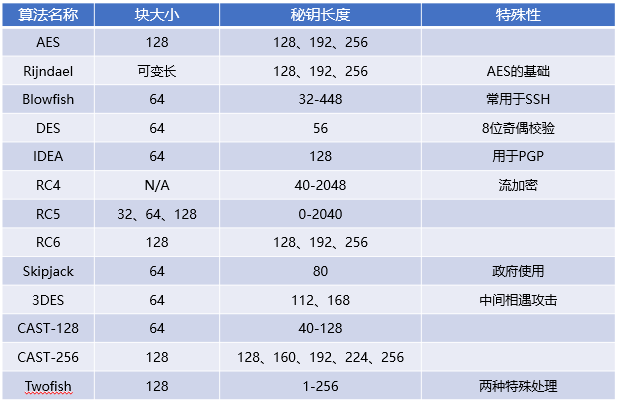 算法名称 块大小 秘钥长度 特殊性
AES 128 128、192、256
Rijndael 可变长 128、192、256 AES的基础
Blowfish 64 32-448 常用于SSH
DES 64 56 8位奇偶校验
IDEA 64 128 用于PGP
RC4 N/A 40-2048 流加密
RC5 32、64、128 0-2040
RC6 128 128、192、256
Skipjack 64 80 政府使用
3DES 64 112、168 中间相遇攻击
CAST-128 64 40-128
CAST-256 128 128、160、192、224、256
Twofish 128 1-256 两种特殊处理